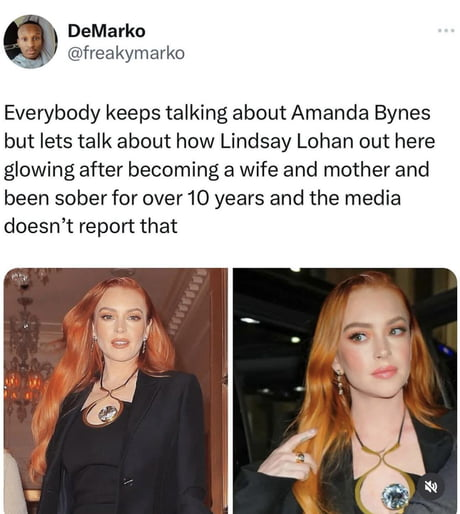 DeMarko
@freakymarko
Everybody keeps talking about Amanda Bynes
but lets talk about how Lindsay Lohan out here
glowing after becoming a wife and mother and
been sober for over 10 years and the media
doesn’t report that